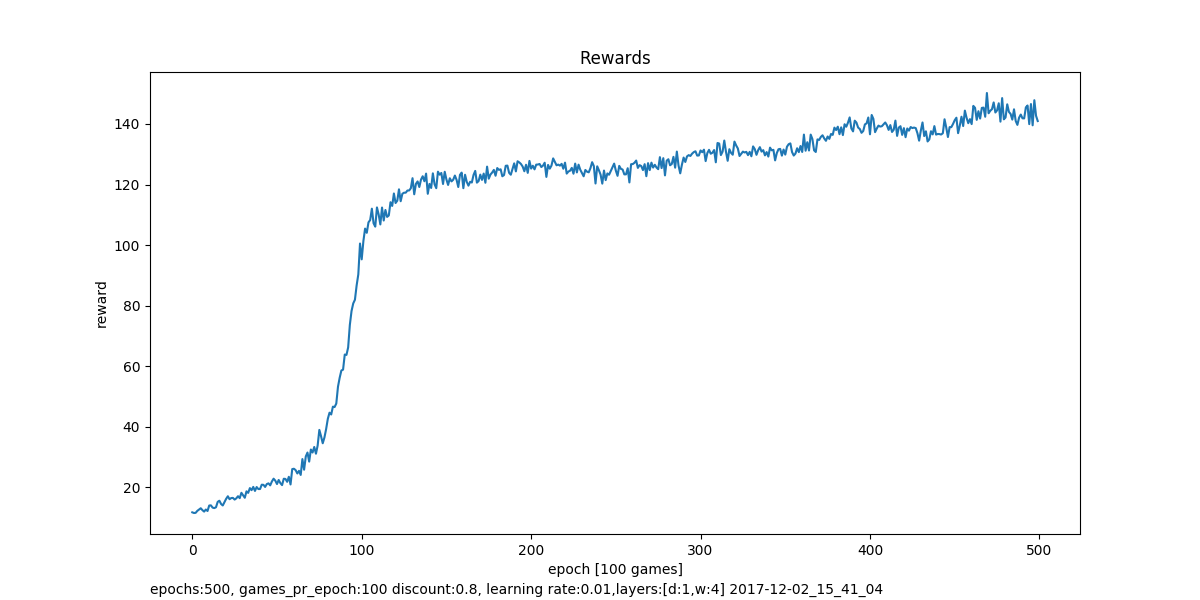 Rewards
140
120
100
80
60
40
20
reward
0 100 200 300 400 500
epoch [100 games]
epochs:500, games_pr_epoch:100 discount:0.8, learning rate:0.01,layers:[d:1,w:4] 2017-12-02_15_41_04